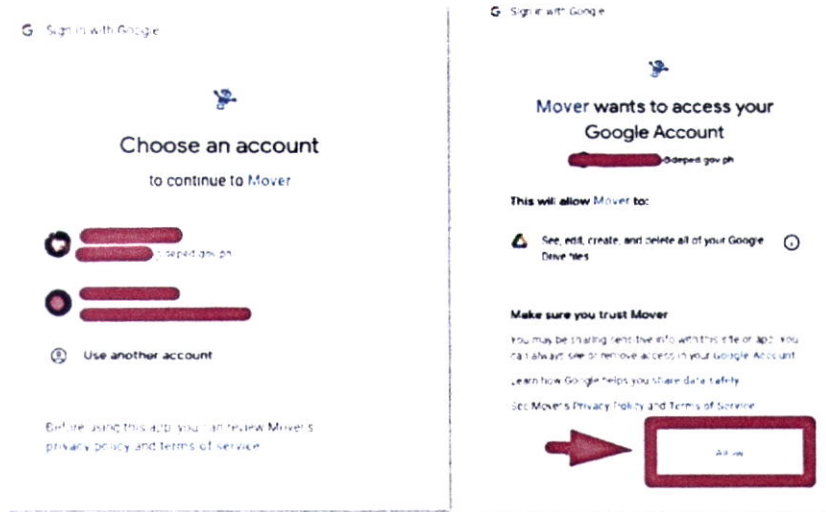 Sign in with Google
Choose an account
to continue to Mover
@deped.gov.ph
Use another account
Before using this app, you can review Mover's
privacy policy and terms of service
Sign in with Google
Mover wants to access your
Google Account
@deped.gov.ph
This will allow Mover to:
See, edit, create, and delete all of your Google
Drive files
Make sure you trust Mover
You may be sharing sensitive info with this site or app. You
can always see or remove access in your Google Account.
Learn how Google helps you share data safely.
See Mover's Privacy Policy and Terms of Service.
Allow